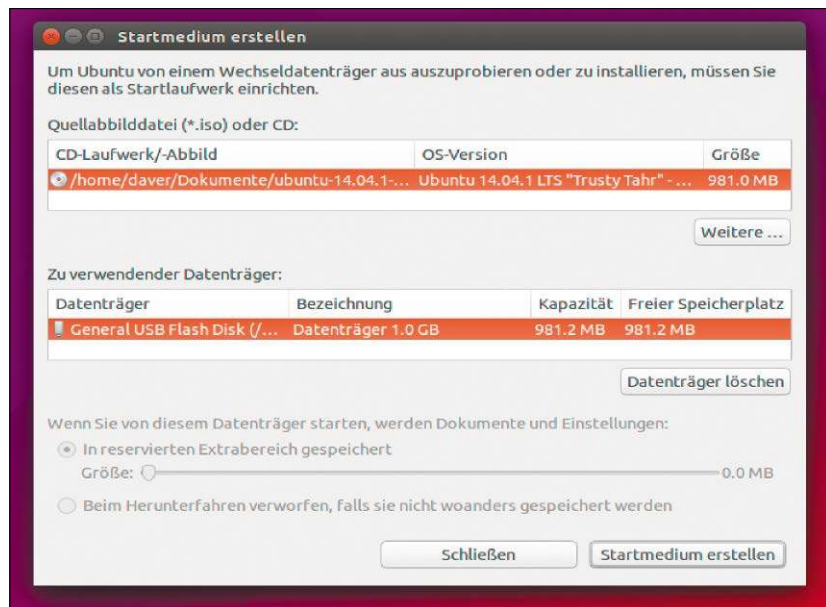 Startmedium erstellen
Um Ubuntu von einem Wechseldatenträger aus auszuprobieren oder zu installieren, müssen Sie
diesen als Startlaufwerk einrichten.
Quellabbilddatei (*.iso) oder CD:
CD-Laufwerk/-Abbild OS-Version Größe
/home/daver/Dokumente/ubuntu-14.04.1-... Ubuntu 14.04.1 LTS "Trusty Tahr" - ... 981.0 MB
Weitere ...
Zu verwendender Datenträger:
Datenträger Bezeichnung Kapazität Freier Speicherplatz
General USB Flash Disk (/... Datenträger 1.0 GB 981.2 MB 981.2 MB
Datenträger löschen
Wenn Sie von diesem Datenträger starten, werden Dokumente und Einstellungen:
In reservierten Extrabereich gespeichert
Größe: 0.0 MB
Beim Herunterfahren verworfen, falls sie nicht woanders gespeichert werden
Schließen Startmedium erstellen